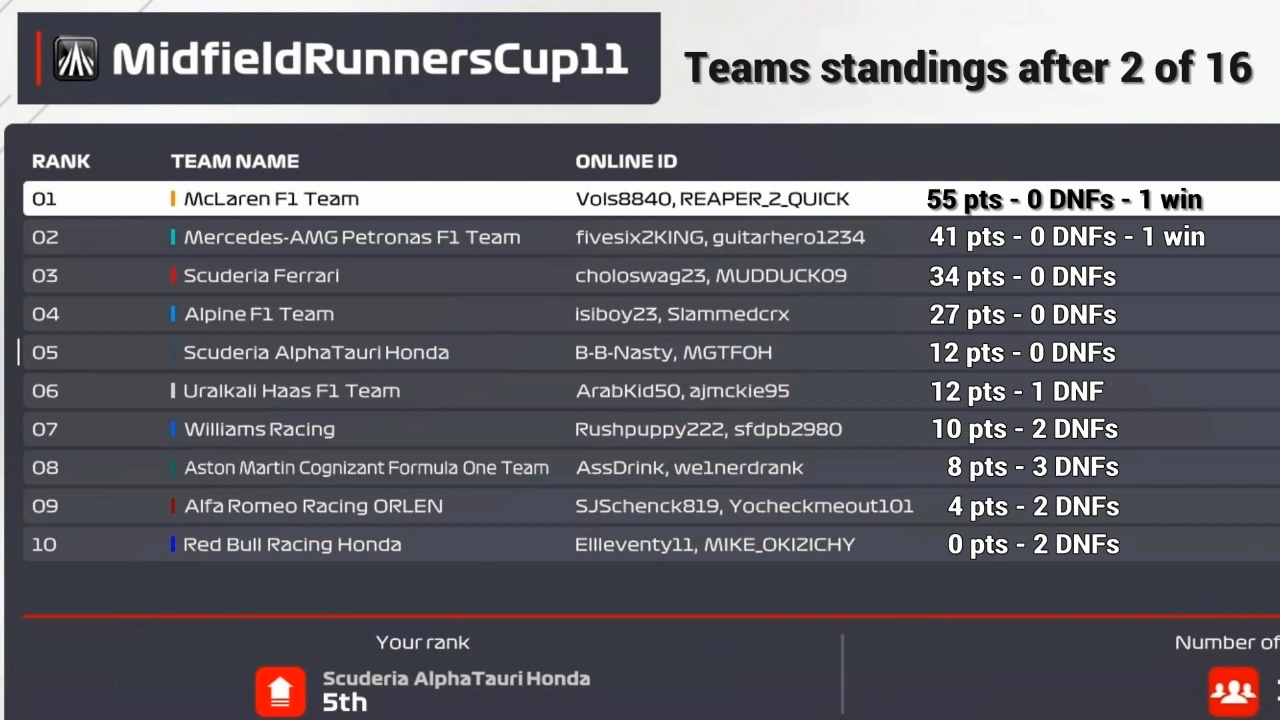 MidfieldRunnersCup11 Teams standings after 2 of 16
RANK TEAM NAME ONLINE ID
01 McLaren F1 Team Vols8840, REAPER_2_QUICK 55 pts - 0 DNFs - 1 win
02 Mercedes-AMG Petronas F1 Team fivesix2KING, guitarhero1234 41 pts - 0 DNFs - 1 win
03 Scuderia Ferrari choloswag23, MUDDUCK09 34 pts - 0 DNFs
04 Alpine F1 Team isiboy23, Slammedcrx 27 pts - 0 DNFs
05 Scuderia AlphaTauri Honda B-B-Nasty, MGTFOH 12 pts - 0 DNFs
06 Uralkali Haas F1 Team ArabKid50, ajmckie95 12 pts - 1 DNF
07 Williams Racing Rushpuppy222, sfdpb2980 10 pts - 2 DNFs
08 Aston Martin Cognizant Formula One Team AssDrink, we1nerdrank 8 pts - 3 DNFs
09 Alfa Romeo Racing ORLEN SJSchenck819, Yocheckmeout101 4 pts - 2 DNFs
10 Red Bull Racing Honda Ellleventy11, MIKE_OKIZICHY 0 pts - 2 DNFs
Your rank Number of
Scuderia AlphaTauri Honda
5th